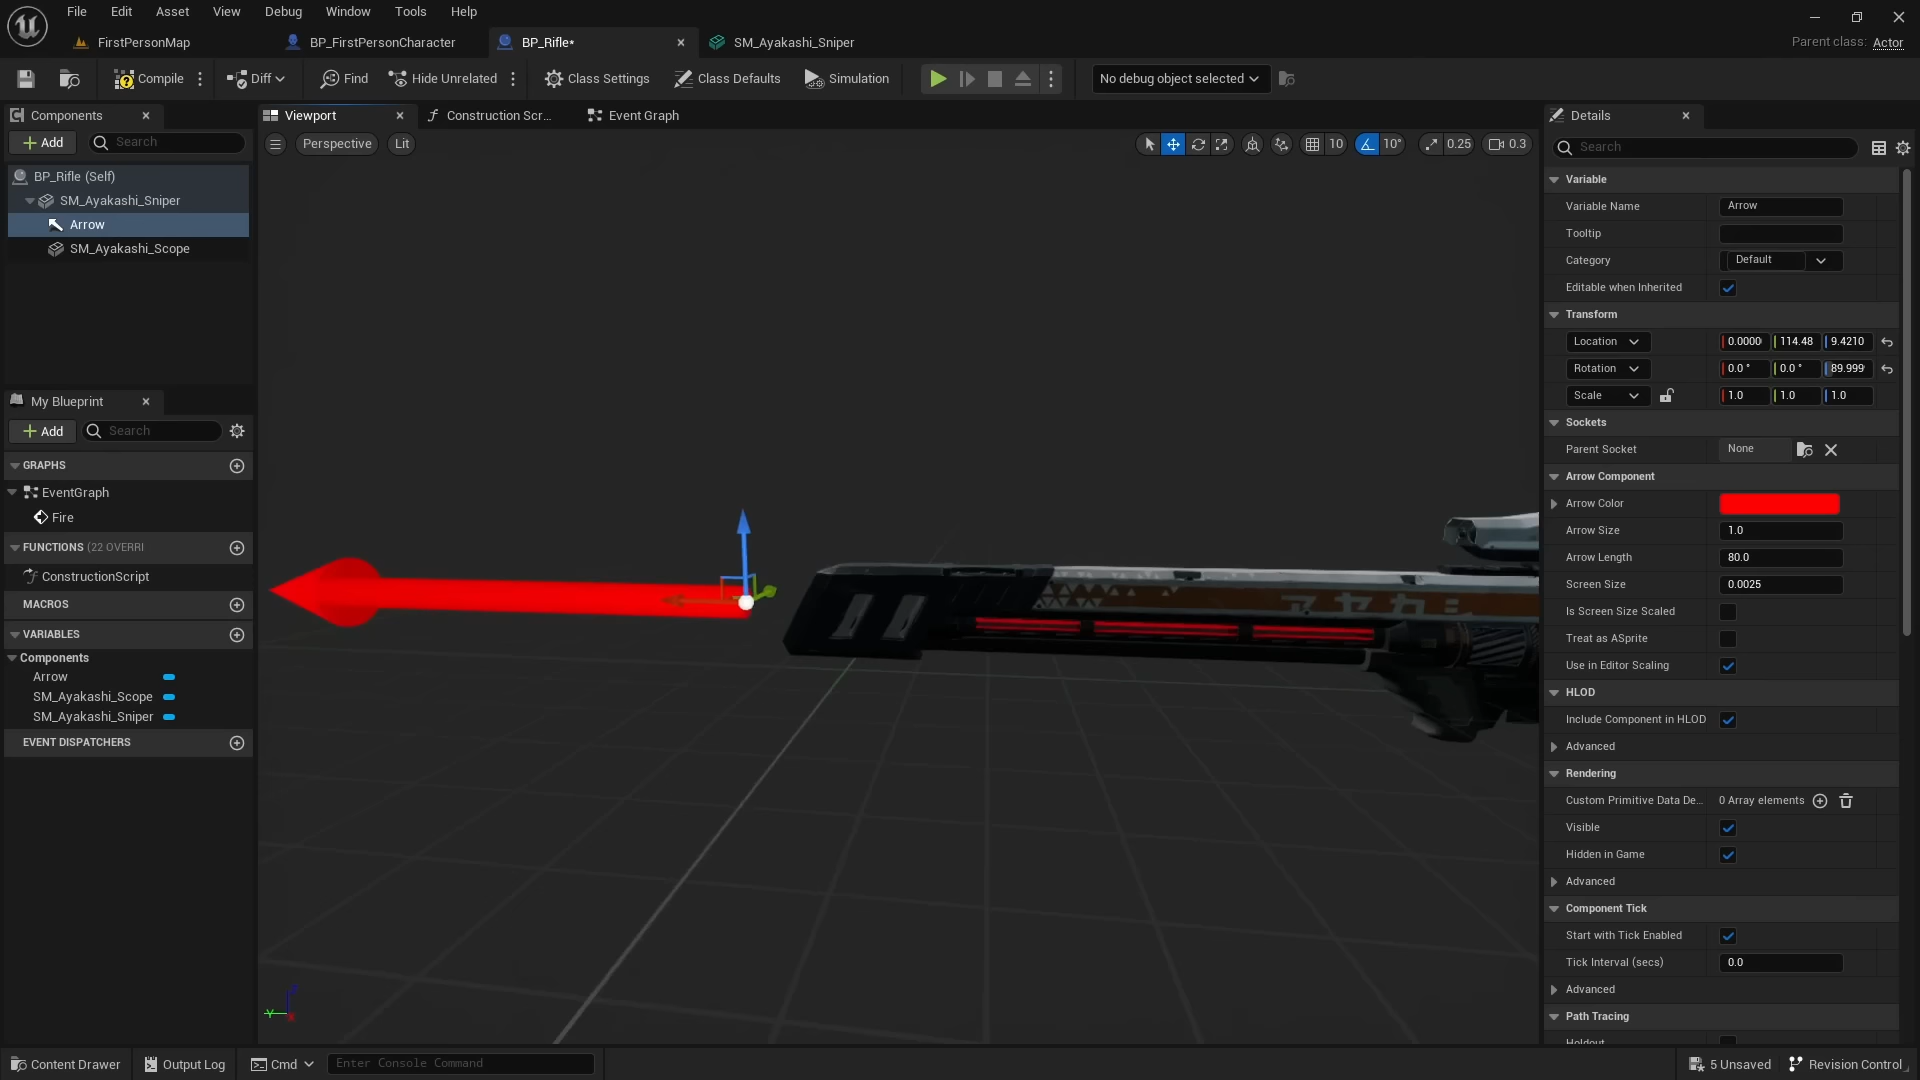 File Edit Asset View Debug Window Tools Help
FirstPersonMap BP_FirstPersonCharacter BP_Rifle* SM_Ayakashi_Sniper Parent class: Actor
Compile Diff Find Hide Unrelated Class Settings Class Defaults Simulation No debug object selected
Components Viewport Construction Scr... Event Graph Details
Add Search Perspective Lit 10 10° 0.25 0.3 Search
BP_Rifle (Self)
SM_Ayakashi_Sniper
Arrow
SM_Ayakashi_Scope
My Blueprint
Add Search
GRAPHS
EventGraph
Fire
FUNCTIONS (22 OVERRI
ConstructionScript
MACROS
VARIABLES
Components
Arrow
SM_Ayakashi_Scope
SM_Ayakashi_Sniper
EVENT DISPATCHERS
アヤカシ
Y
Variable
Variable Name Arrow
Tooltip
Category Default
Editable when Inherited
Transform
Location 0.0000 114.48 9.4210
Rotation 0.0 ° 0.0 ° 89.999
Scale 1.0 1.0 1.0
Sockets
Parent Socket None
Arrow Component
Arrow Color
Arrow Size 1.0
Arrow Length 80.0
Screen Size 0.0025
Is Screen Size Scaled
Treat as ASprite
Use in Editor Scaling
HLOD
Include Component in HLOD
Advanced
Rendering
Custom Primitive Data De... 0 Array elements
Visible
Hidden in Game
Advanced
Component Tick
Start with Tick Enabled
Tick Interval (secs) 0.0
Advanced
Path Tracing
Holdout
Content Drawer Output Log Cmd Enter Console Command 5 Unsaved Revision Control